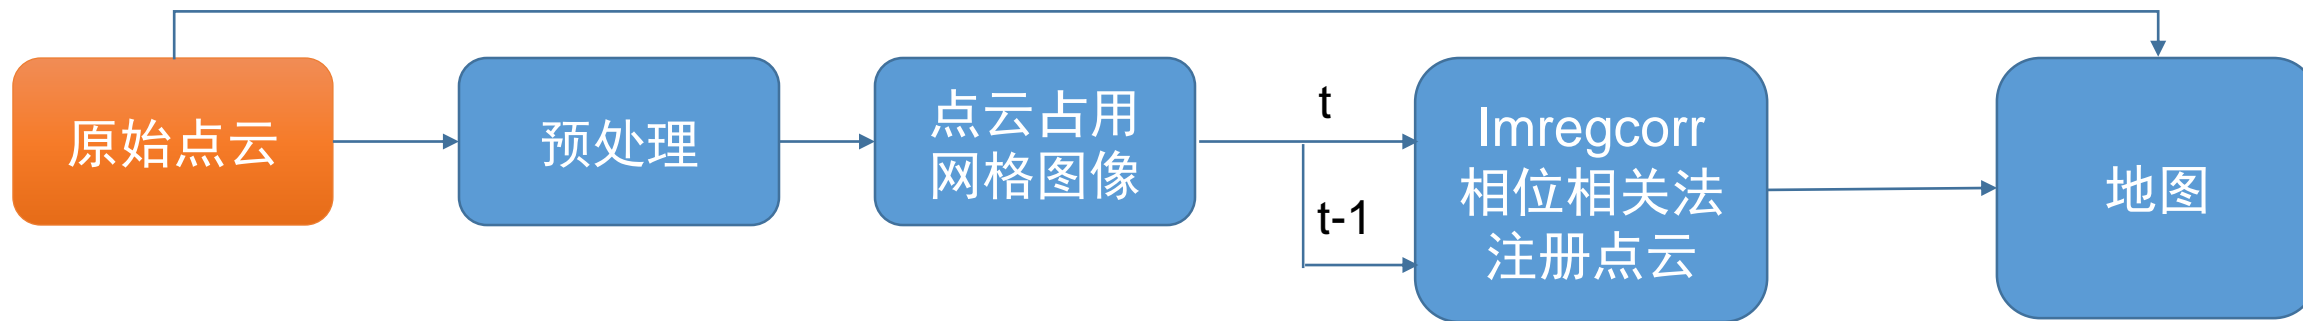 原始点云
预处理
点云占用
网格图像
t
t-1
Imregcorr
相位相关法
注册点云
地图